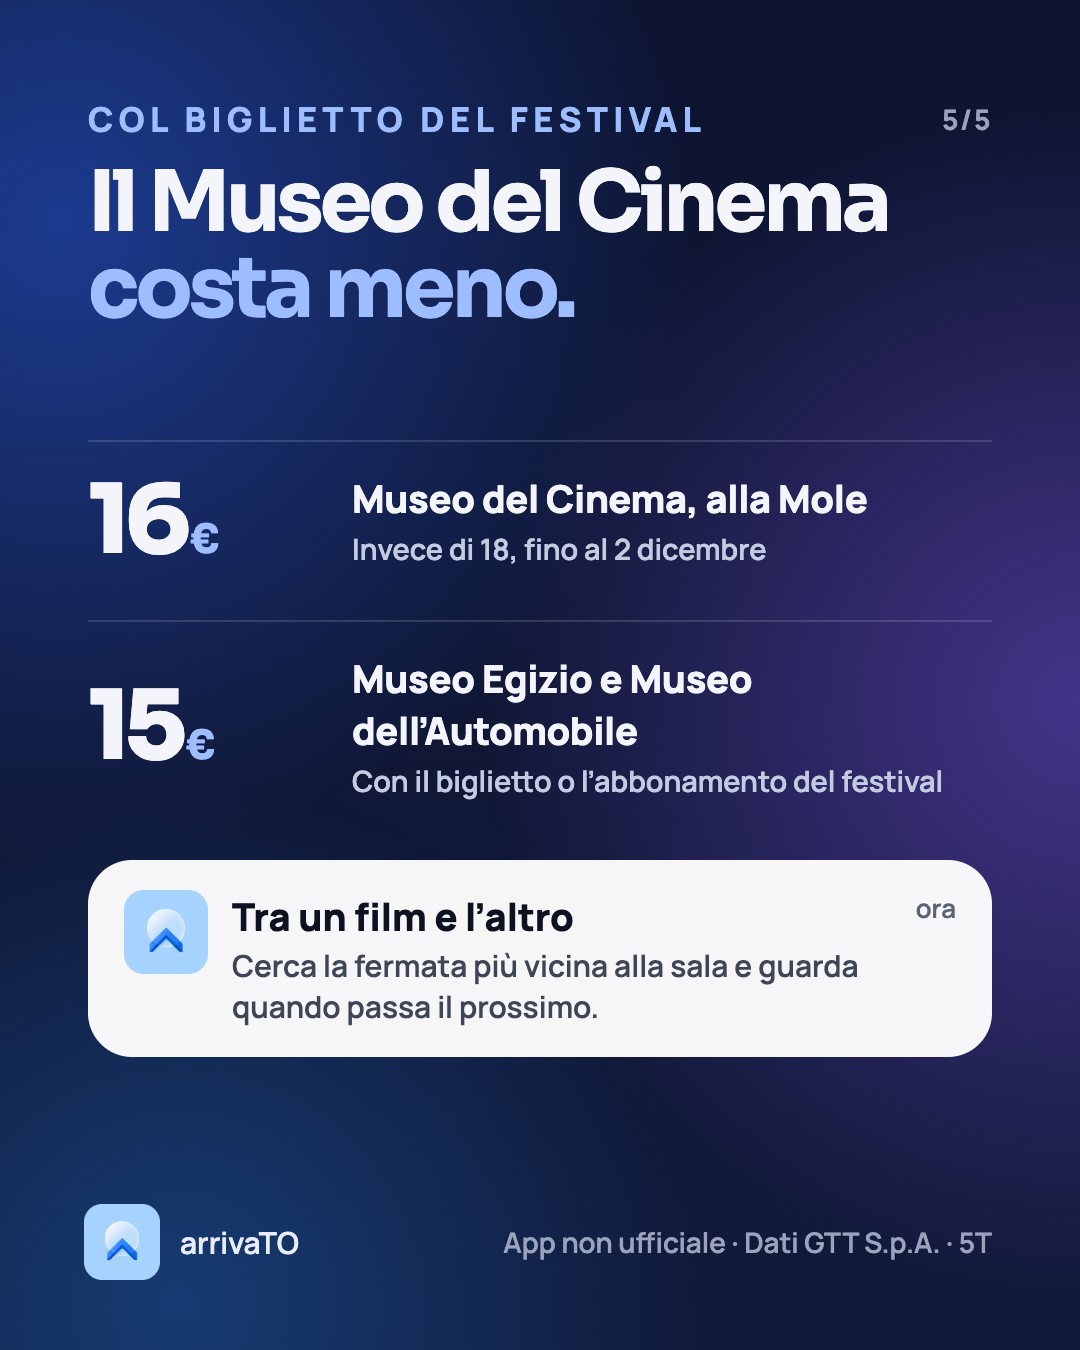 COL BIGLIETTO DEL FESTIVAL
5/5
Il Museo del Cinema
costa meno.
16€
Museo del Cinema, alla Mole
Invece di 18, fino al 2 dicembre
15€
Museo Egizio e Museo
dell’Automobile
Con il biglietto o l’abbonamento del festival
Tra un film e l’altro
ora
Cerca la fermata più vicina alla sala e guarda
quando passa il prossimo.
arrivaTO
App non ufficiale · Dati GTT S.p.A. · 5T